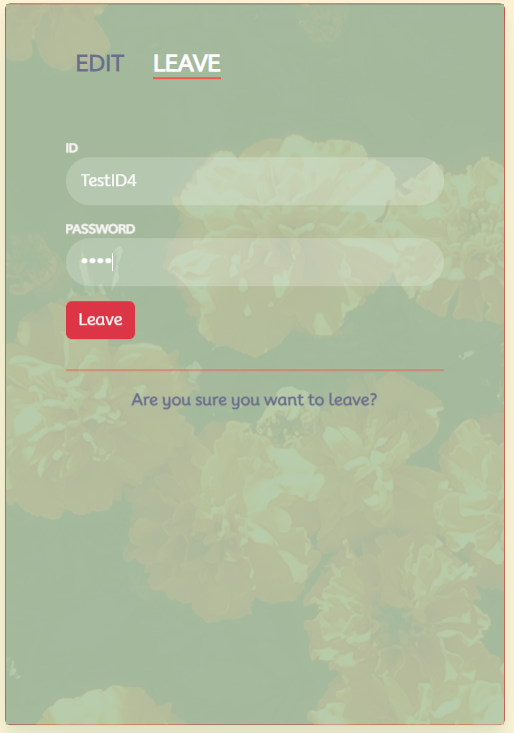 EDIT LEAVE
ID
TestID4
PASSWORD
••••
Leave
Are you sure you want to leave?